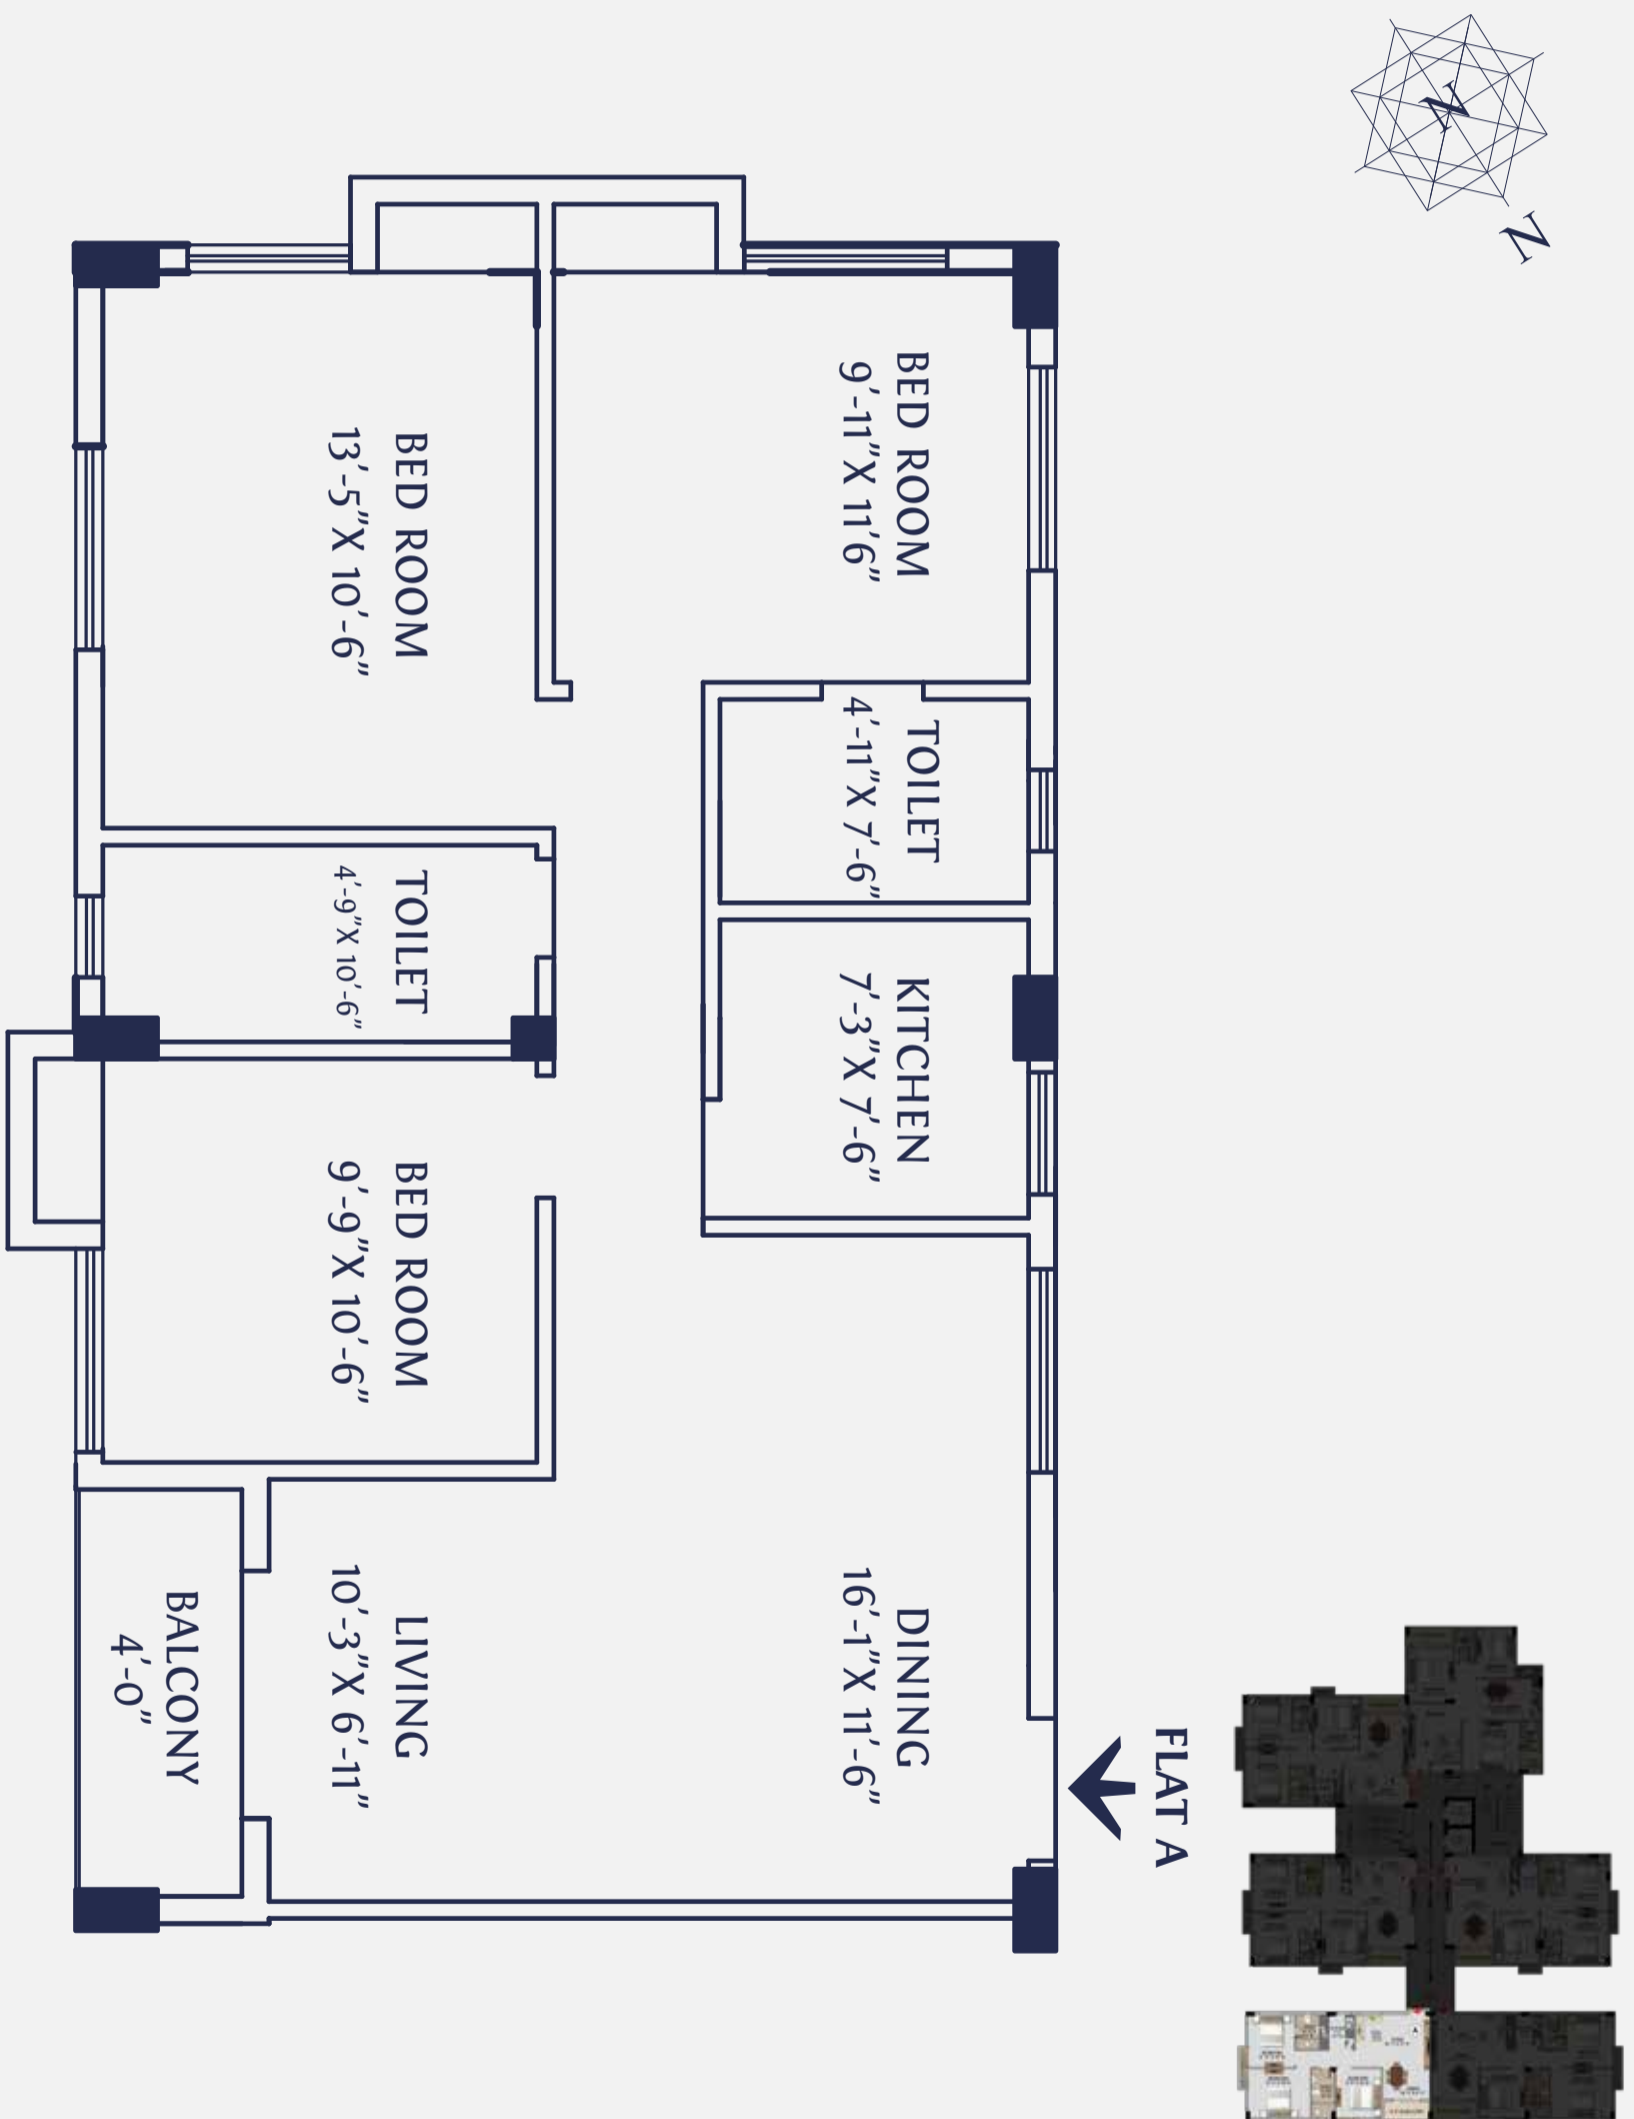 N
N
BED ROOM
9'-11"X 11'6"
BED ROOM
13'-5"X 10'-6"
TOILET
4'-11"X 7'-6"
TOILET
4'-9"X 10'-6"
KITCHEN
7'-3"X 7'-6"
BED ROOM
9'-9"X 10'-6"
DINING
16'-1"X 11'-6"
LIVING
10'-3"X 6'-11"
BALCONY
4'-0"
FLAT A